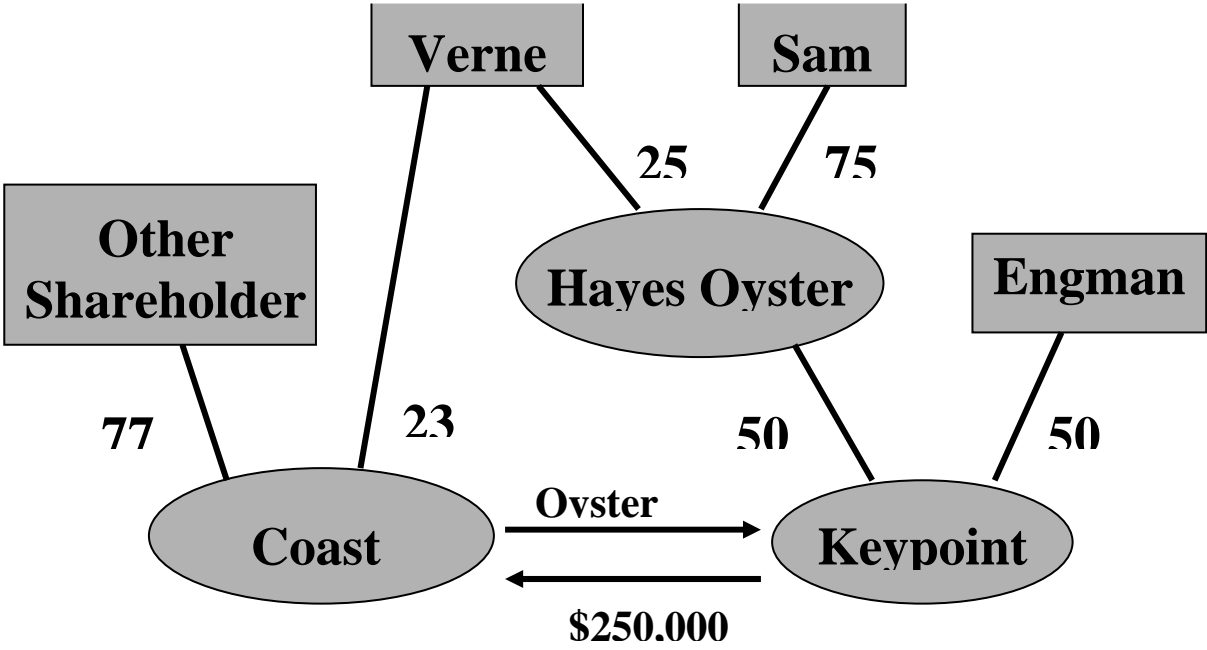 Verne
Sam
25
75
Other
Shareholder
Hayes Oyster
Engman
77
23
50
50
Oyster
Coast
Keypoint
$250,000